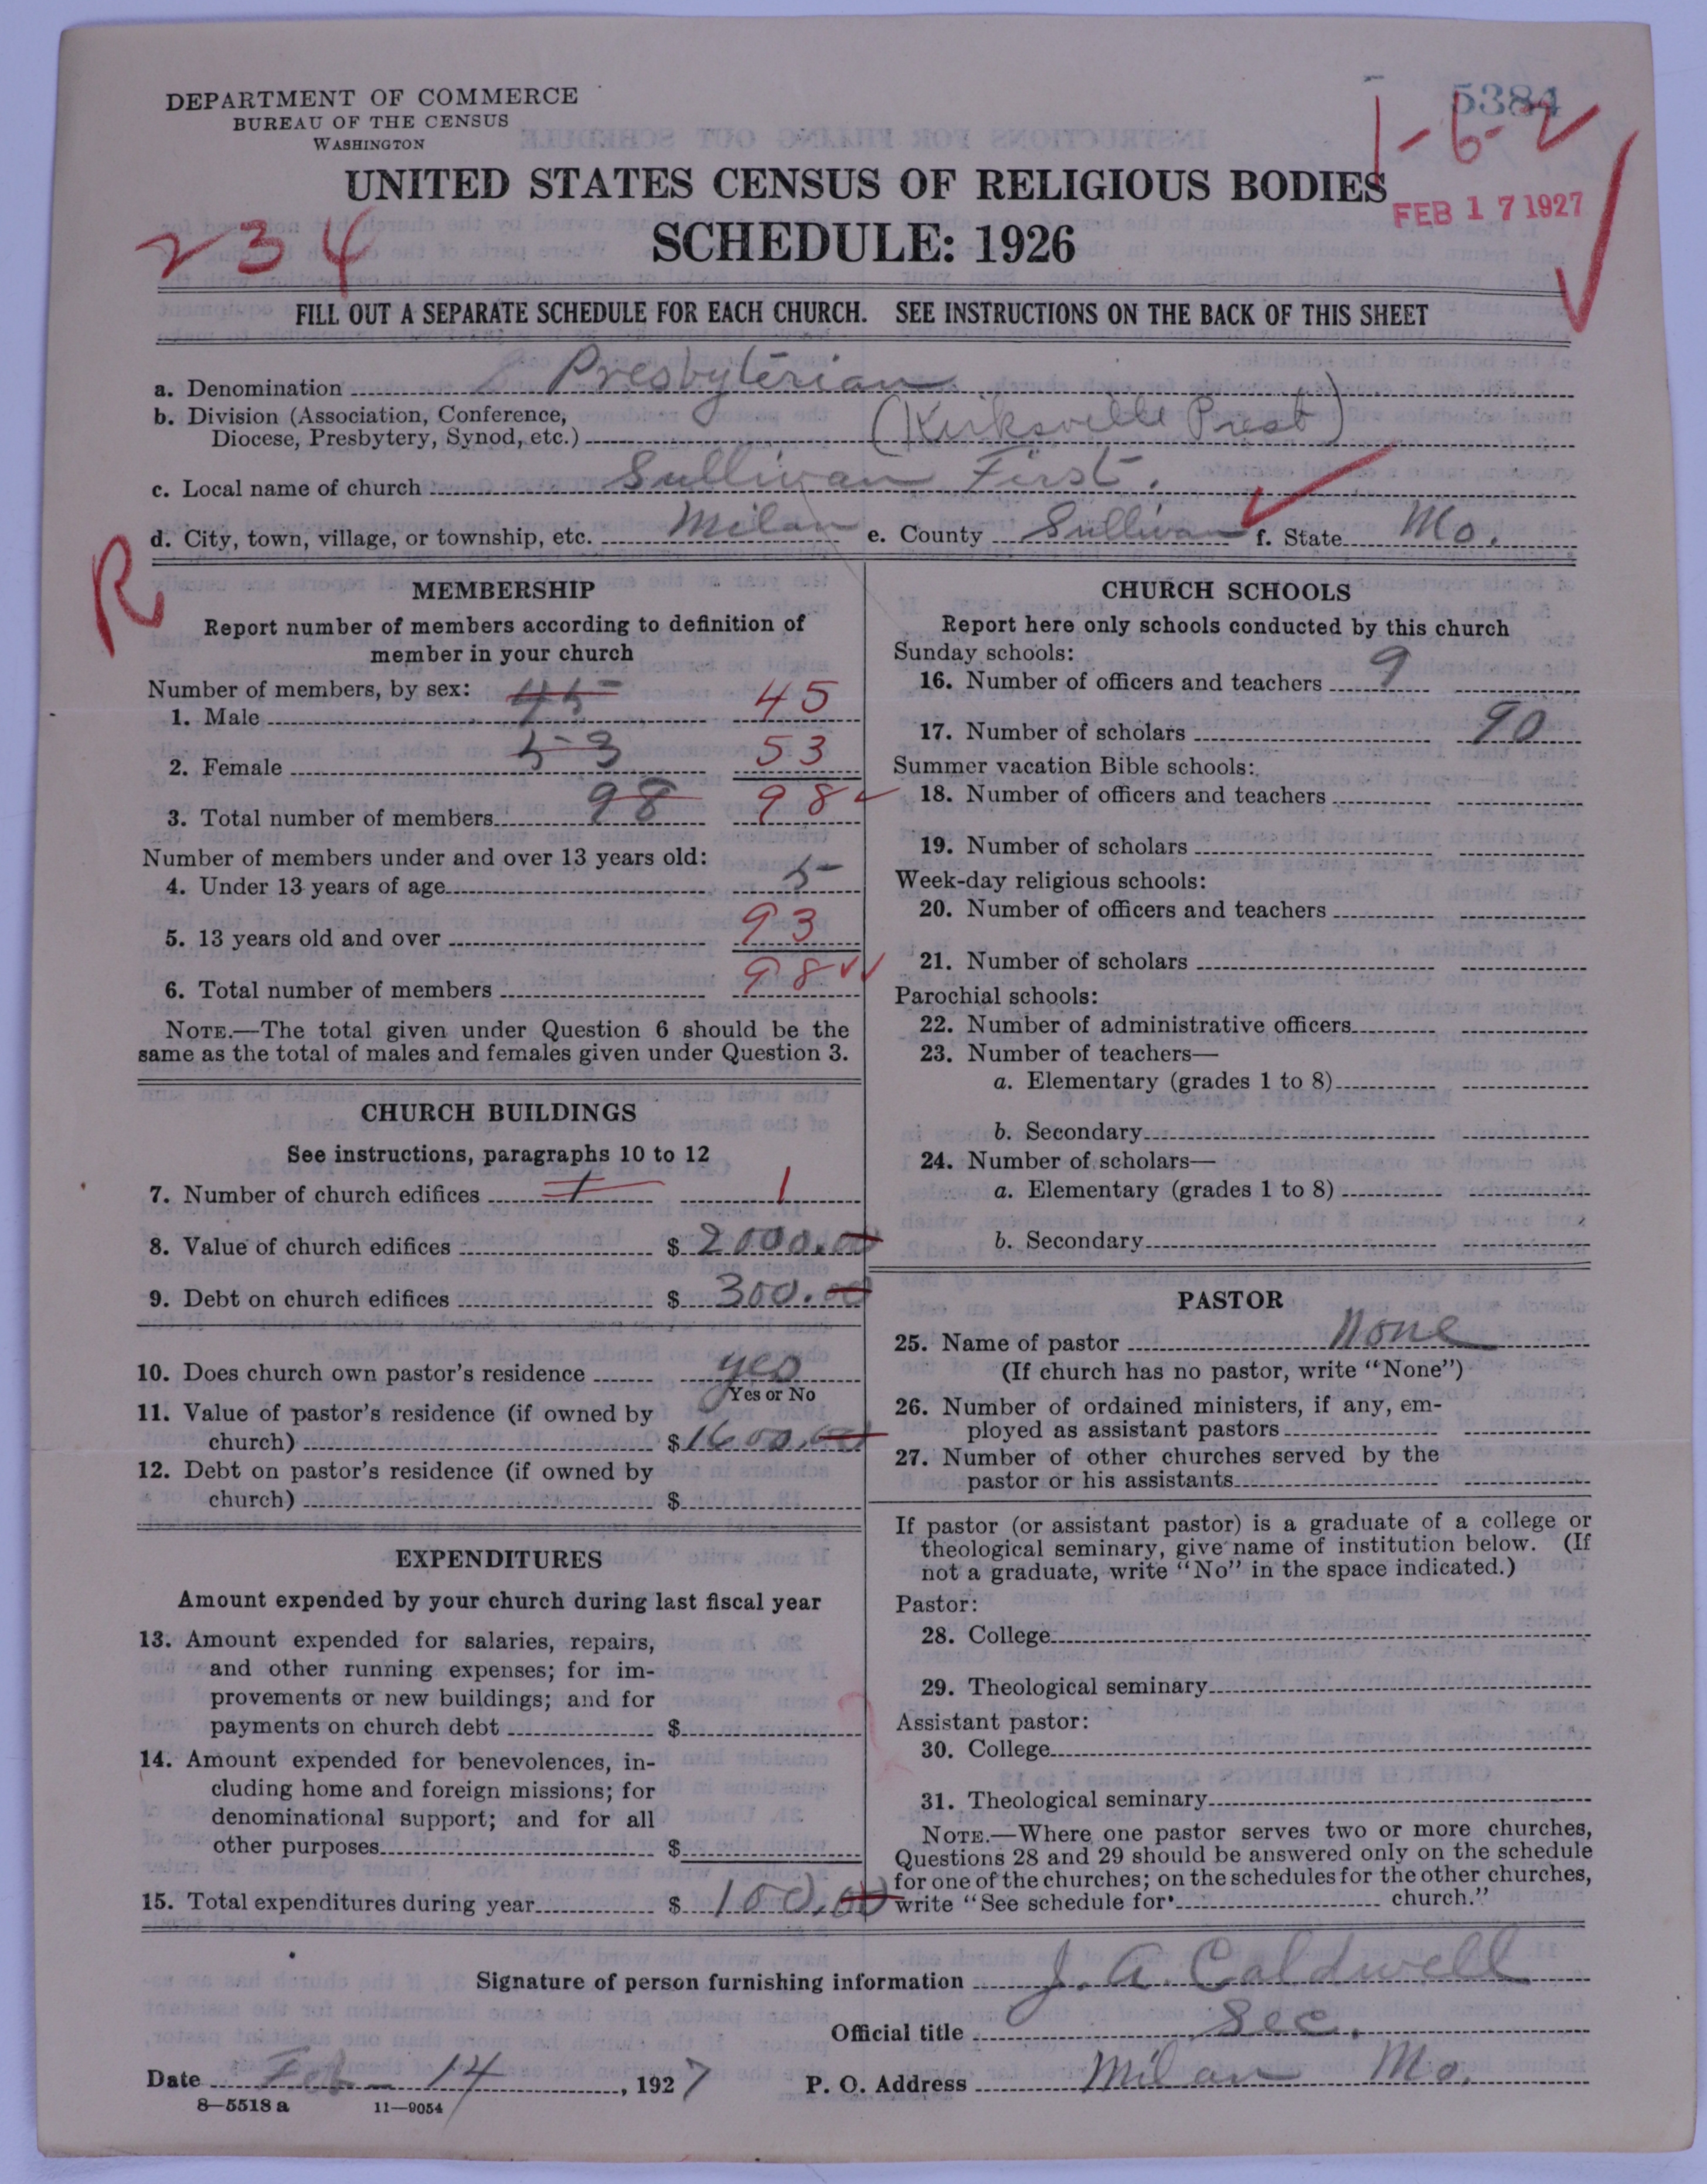 DEPARTMENT OF COMMERCE
BUREAU OF THE CENSUS
WASHINGTON
5384
1-6-2
UNITED STATES CENSUS OF RELIGIOUS BODIES
FEB 17 1927
234
SCHEDULE: 1926
FILL OUT A SEPARATE SCHEDULE FOR EACH CHURCH. SEE INSTRUCTIONS ON THE BACK OF THIS SHEET
a. Denomination Presbyterian
b. Division (Association, Conference,
Diocese, Presbytery, Synod, etc.) (Kirksville Presb)
c. Local name of church Sullivan First.
d. City, town, village, or township, etc. Milan e. County Sullivan f. State Mo.
R
MEMBERSHIP
Report number of members according to definition of
member in your church
Number of members, by sex:
1. Male 45 45
2. Female 53 53
3. Total number of members 98 98
Number of members under and over 13 years old:
4. Under 13 years of age 5
5. 13 years old and over 93
6. Total number of members 98
NOTE.—The total given under Question 6 should be the
same as the total of males and females given under Question 3.
CHURCH BUILDINGS
See instructions, paragraphs 10 to 12
7. Number of church edifices 1 1
8. Value of church edifices $ 2000.00
9. Debt on church edifices $ 300.00
10. Does church own pastor's residence yes
Yes or No
11. Value of pastor's residence (if owned by
church) $ 1600.00
12. Debt on pastor's residence (if owned by
church) $
EXPENDITURES
Amount expended by your church during last fiscal year
13. Amount expended for salaries, repairs,
and other running expenses; for im-
provements or new buildings; and for
payments on church debt $
14. Amount expended for benevolences, in-
cluding home and foreign missions; for
denominational support; and for all
other purposes $
15. Total expenditures during year $ 100.00
CHURCH SCHOOLS
Report here only schools conducted by this church
Sunday schools:
16. Number of officers and teachers 9
17. Number of scholars 90
Summer vacation Bible schools:
18. Number of officers and teachers
19. Number of scholars
Week-day religious schools:
20. Number of officers and teachers
21. Number of scholars
Parochial schools:
22. Number of administrative officers
23. Number of teachers—
a. Elementary (grades 1 to 8)
b. Secondary
24. Number of scholars—
a. Elementary (grades 1 to 8)
b. Secondary
PASTOR
25. Name of pastor None
(If church has no pastor, write "None")
26. Number of ordained ministers, if any, em-
ployed as assistant pastors
27. Number of other churches served by the
pastor or his assistants
If pastor (or assistant pastor) is a graduate of a college or
theological seminary, give name of institution below. (If
not a graduate, write "No" in the space indicated.)
Pastor:
28. College
29. Theological seminary
Assistant pastor:
30. College
31. Theological seminary
NOTE.—Where one pastor serves two or more churches,
Questions 28 and 29 should be answered only on the schedule
for one of the churches; on the schedules for the other churches,
write "See schedule for church."
Signature of person furnishing information J. A. Caldwell
Official title Sec.
Date Feb - 14, 1927 P. O. Address Milan Mo.
8—5518 a 11—9054